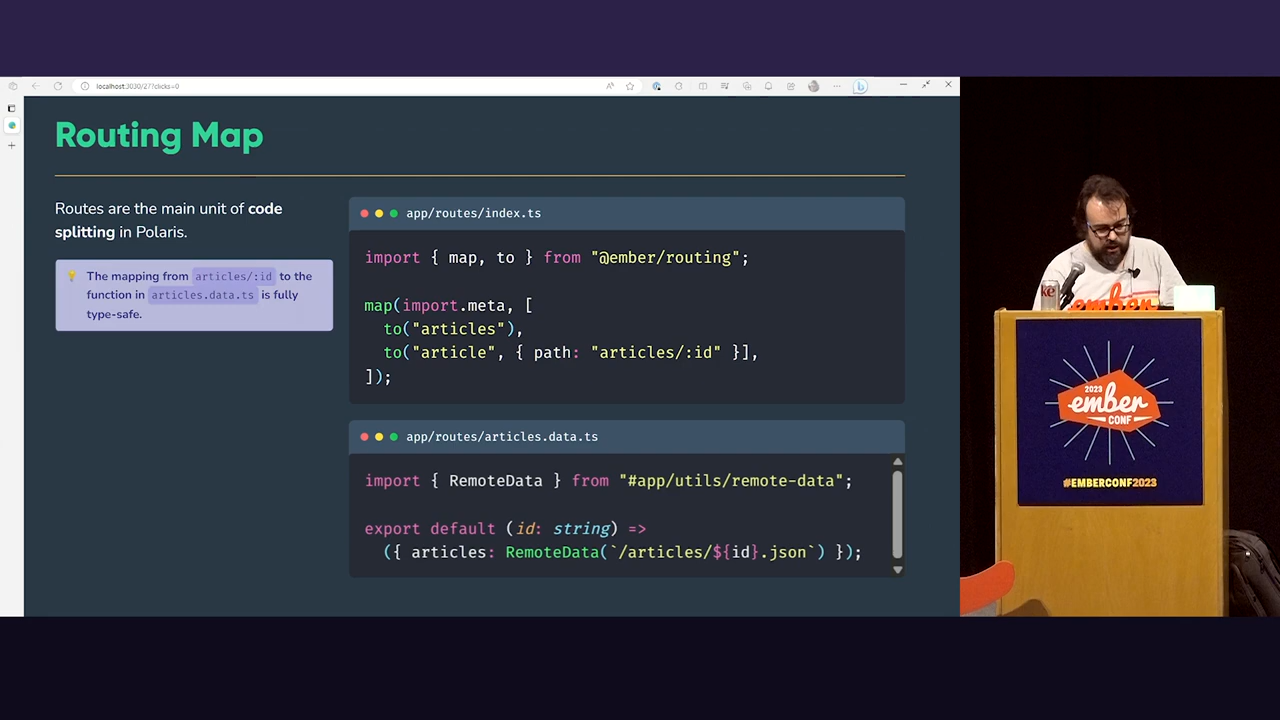 localhost:3030/27?clicks=0
Routing Map
Routes are the main unit of code
splitting in Polaris.
The mapping from articles/:id to the
function in articles.data.ts is fully
type-safe.
app/routes/index.ts
import { map, to } from "@ember/routing";
map(import.meta, [
to("articles"),
to("article", { path: "articles/:id" }],
]);
app/routes/articles.data.ts
import { RemoteData } from "#app/utils/remote-data";
export default (id: string) =>
({ articles: RemoteData(`/articles/${id}.json`) });
ke
ember
2023
ember
CONF
#EMBERCONF2023